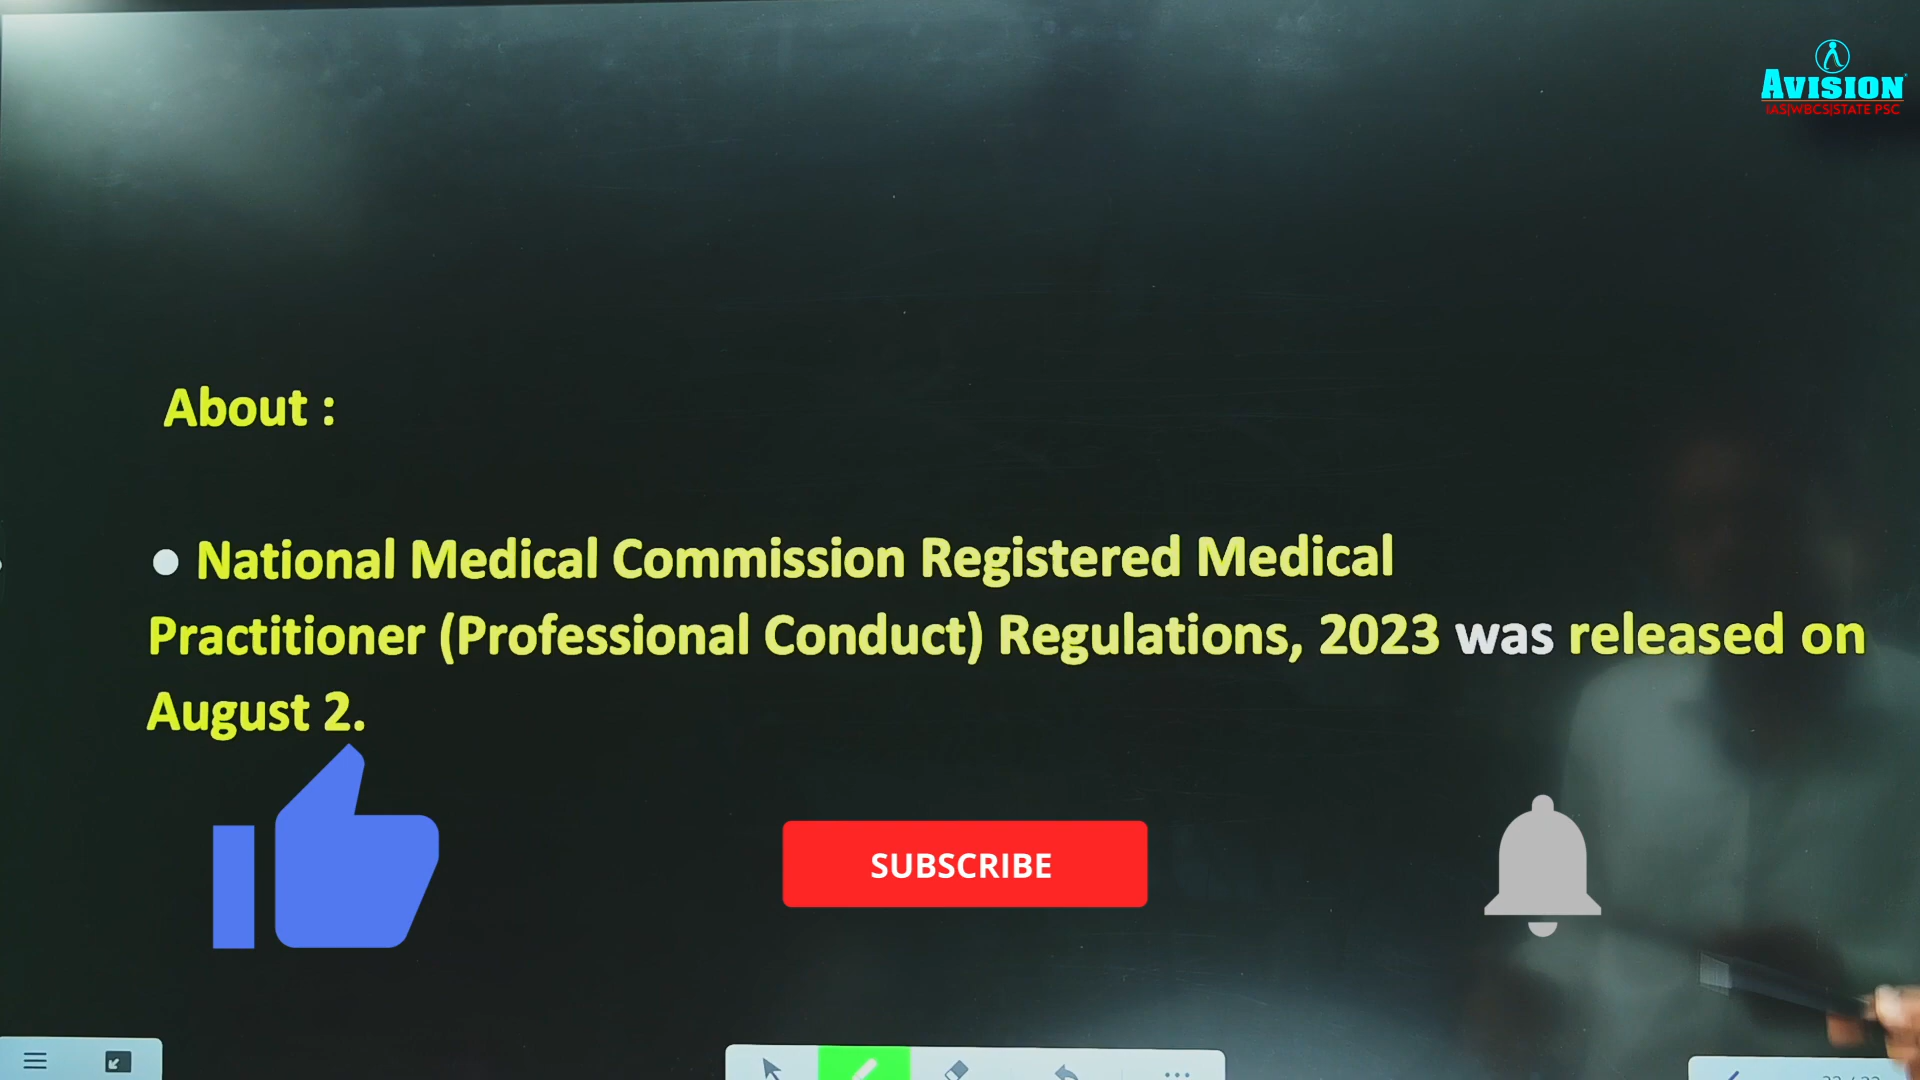 AVISION
IAS|WBCS|STATE PSC
About :
● National Medical Commission Registered Medical
Practitioner (Professional Conduct) Regulations, 2023 was released on
August 2.
SUBSCRIBE